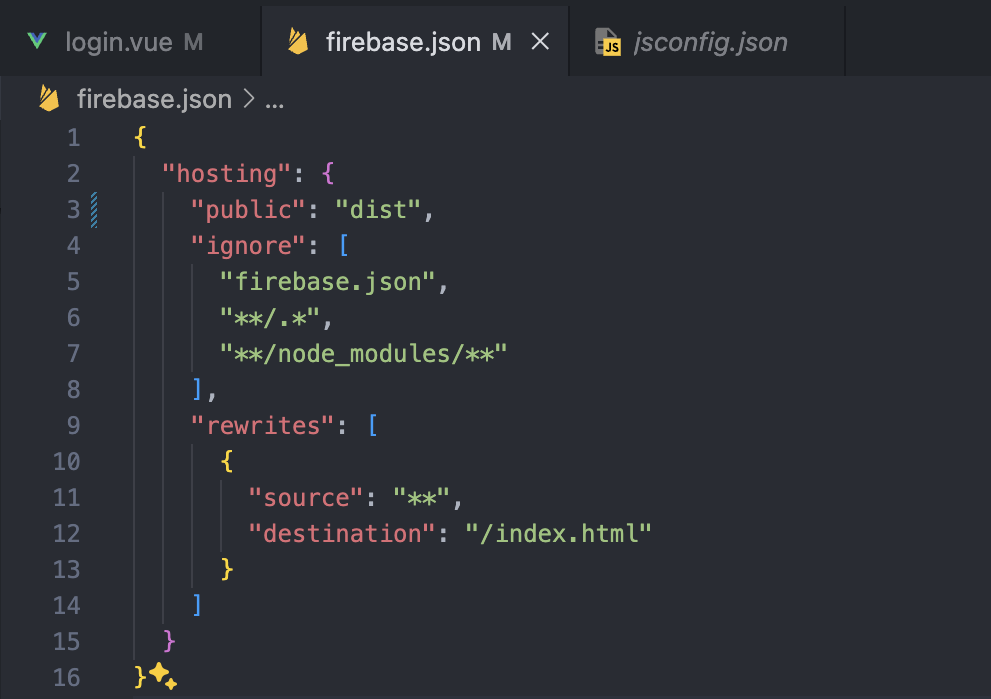 login.vue M firebase.json M jsconfig.json
firebase.json > ...
1 {
2   "hosting": {
3     "public": "dist",
4     "ignore": [
5       "firebase.json",
6       "**/.*",
7       "**/node_modules/**"
8     ],
9     "rewrites": [
10       {
11         "source": "**",
12         "destination": "/index.html"
13       }
14     ]
15   }
16 }